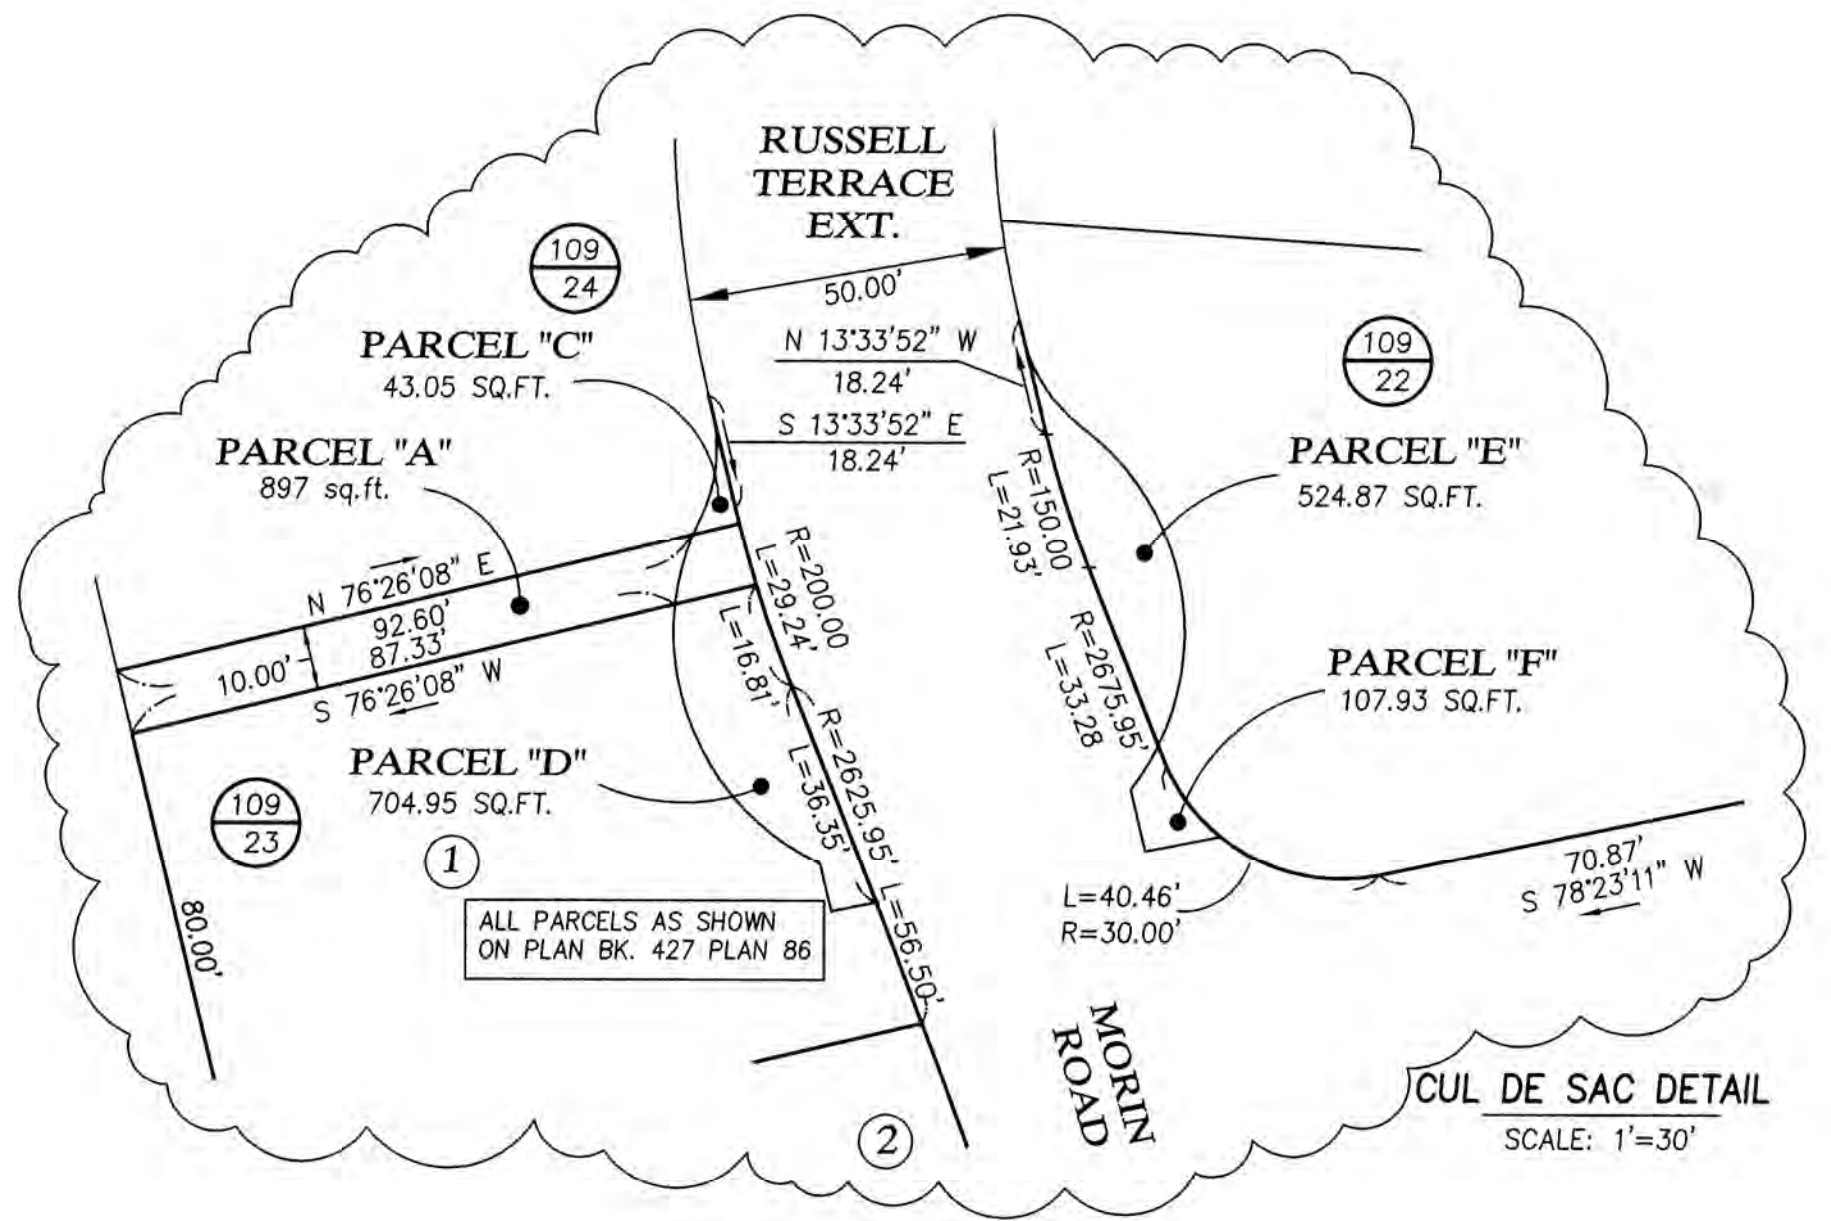 RUSSELL
TERRACE
EXT.
50.00'
109
24
PARCEL "C"
43.05 SQ.FT.
N 13°33'52" W
18.24'
S 13°33'52" E
18.24'
109
22
PARCEL "A"
897 sq.ft.
PARCEL "E"
524.87 SQ.FT.
R=150.00
L=21.93'
R=200.00
L=29.24'
L=16.81'
N 76°26'08" E
92.60'
87.33'
S 76°26'08" W
10.00'
R=2675.95'
L=33.28
PARCEL "F"
107.93 SQ.FT.
PARCEL "D"
704.95 SQ.FT.
R=2625.95'
L=36.35'
L=56.50'
109
23
1
ALL PARCELS AS SHOWN
ON PLAN BK. 427 PLAN 86
80.00'
L=40.46'
R=30.00'
70.87'
S 78°23'11" W
MORIN
ROAD
2
CUL DE SAC DETAIL
SCALE: 1'=30'